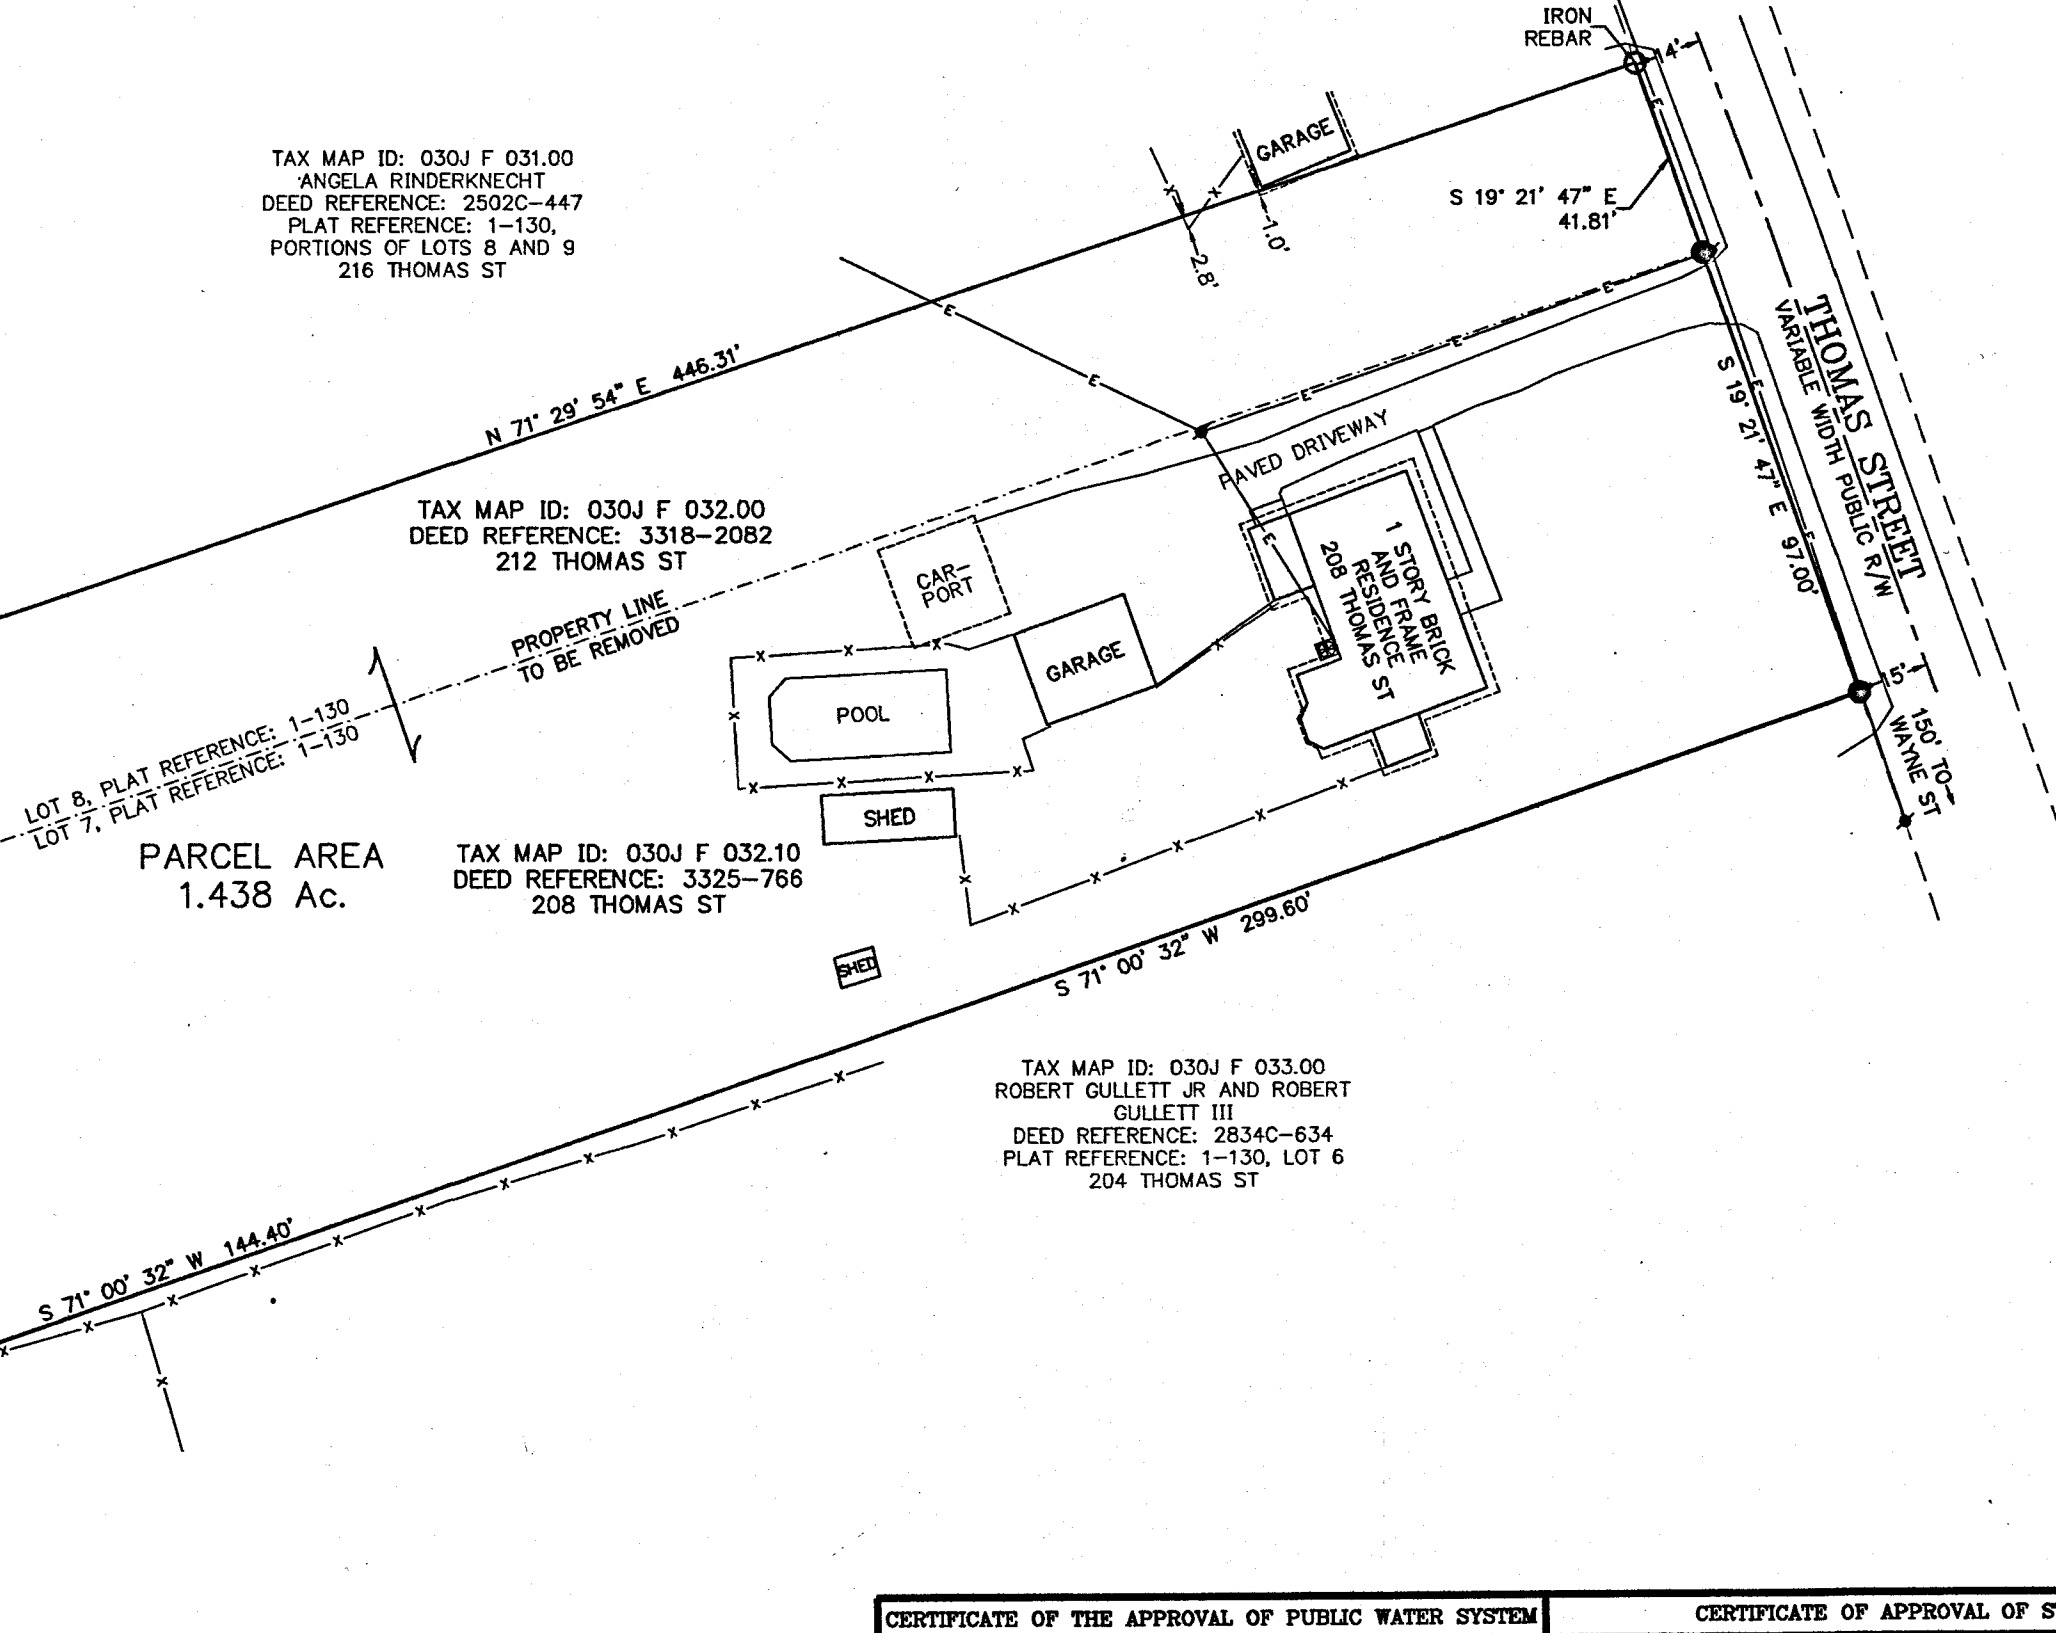 IRON
REBAR
14'
GARAGE
TAX MAP ID: 030J F 031.00
ANGELA RINDERKNECHT
DEED REFERENCE: 2502C-447
PLAT REFERENCE: 1-130,
PORTIONS OF LOTS 8 AND 9
216 THOMAS ST
S 19° 21' 47" E
41.81'
1.0'
2.8'
N 71° 29' 54" E 446.31'
THOMAS STREET
VARIABLE WIDTH PUBLIC R/W
S 19° 21' 47" E 97.00'
PAVED DRIVEWAY
TAX MAP ID: 030J F 032.00
DEED REFERENCE: 3318-2082
212 THOMAS ST
CAR-
PORT
1 STORY BRICK
AND FRAME
RESIDENCE
208 THOMAS ST
PROPERTY LINE
TO BE REMOVED
GARAGE
POOL
15'
150' TO
WAYNE ST
LOT 8, PLAT REFERENCE: 1-130
LOT 7, PLAT REFERENCE: 1-130
SHED
PARCEL AREA
1.438 Ac.
TAX MAP ID: 030J F 032.10
DEED REFERENCE: 3325-766
208 THOMAS ST
SHED
S 71° 00' 32" W 299.60'
TAX MAP ID: 030J F 033.00
ROBERT GULLETT JR AND ROBERT
GULLETT III
DEED REFERENCE: 2834C-634
PLAT REFERENCE: 1-130, LOT 6
204 THOMAS ST
S 71° 00' 32" W 144.40'
CERTIFICATE OF THE APPROVAL OF PUBLIC WATER SYSTEM
CERTIFICATE OF APPROVAL OF S